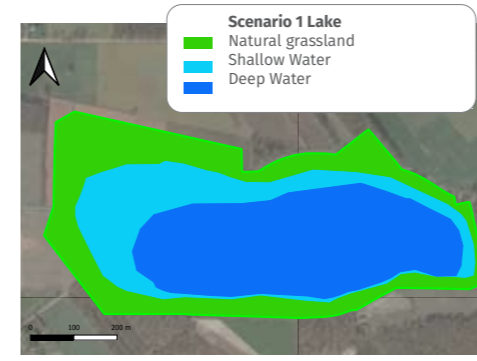 Scenario 1 Lake
Natural grassland
Shallow Water
Deep Water
0 100 200 m